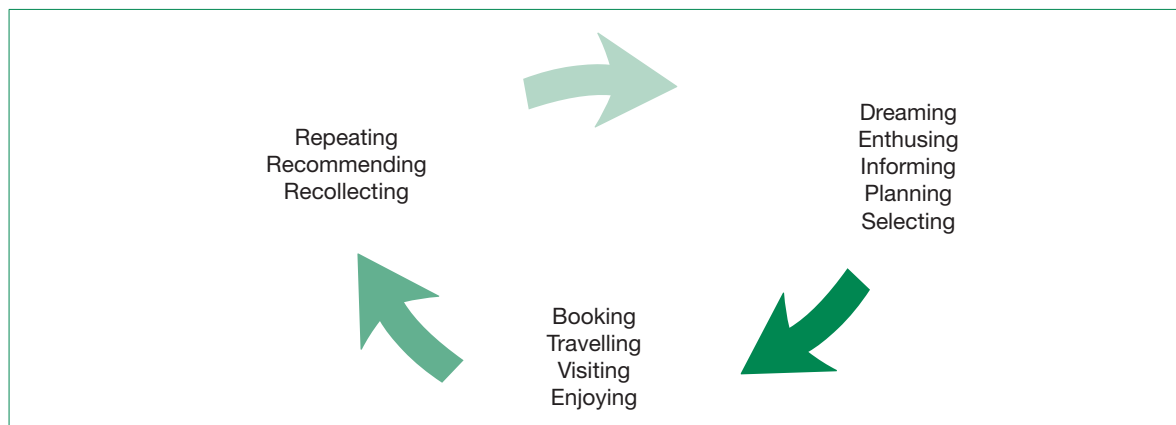 Repeating
Recommending
Recollecting
Dreaming
Enthusing
Informing
Planning
Selecting
Booking
Travelling
Visiting
Enjoying